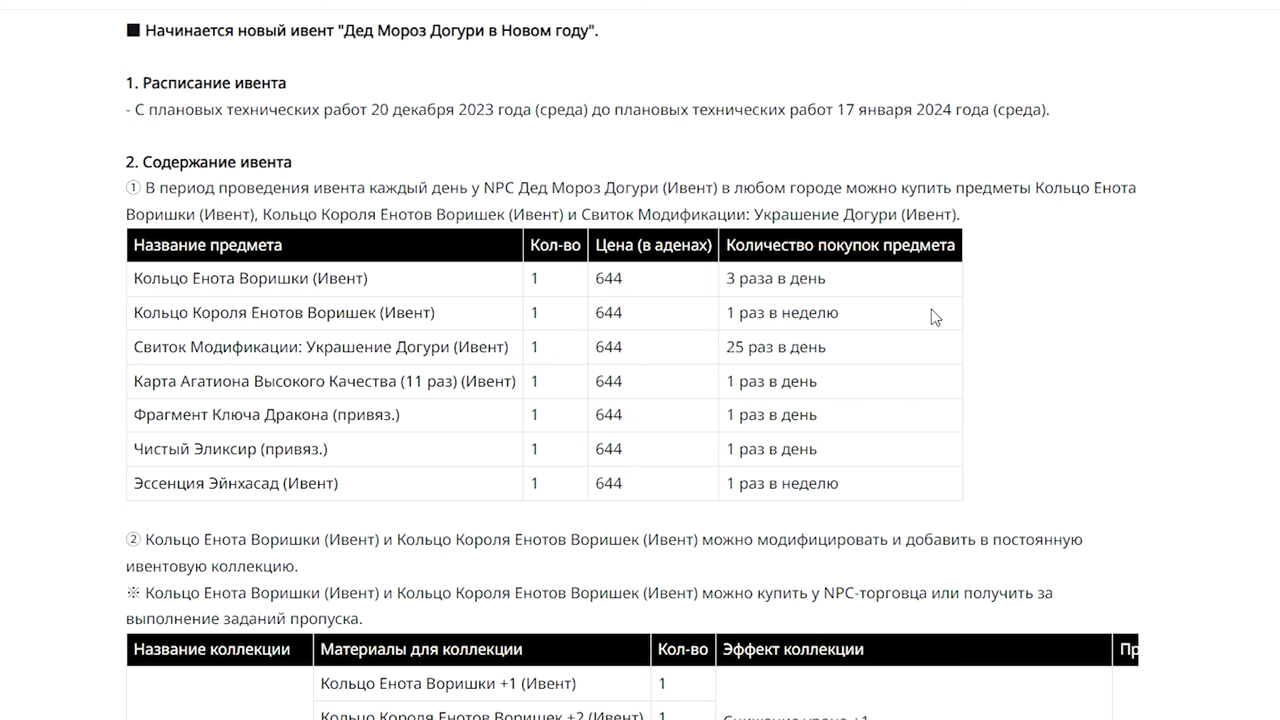 ■ Начинается новый ивент "Дед Мороз Догури в Новом году".
1. Расписание ивента
- С плановых технических работ 20 декабря 2023 года (среда) до плановых технических работ 17 января 2024 года (среда).
2. Содержание ивента
① В период проведения ивента каждый день у NPC Дед Мороз Догури (Ивент) в любом городе можно купить предметы Кольцо Енота
Воришки (Ивент), Кольцо Короля Енотов Воришек (Ивент) и Свиток Модификации: Украшение Догури (Ивент).
Название предмета Кол-во Цена (в аденах) Количество покупок предмета
Кольцо Енота Воришки (Ивент) 1 644 3 раза в день
Кольцо Короля Енотов Воришек (Ивент) 1 644 1 раз в неделю
Свиток Модификации: Украшение Догури (Ивент) 1 644 25 раз в день
Карта Агатиона Высокого Качества (11 раз) (Ивент) 1 644 1 раз в день
Фрагмент Ключа Дракона (привяз.) 1 644 1 раз в день
Чистый Эликсир (привяз.) 1 644 1 раз в день
Эссенция Эйнхасад (Ивент) 1 644 1 раз в неделю
② Кольцо Енота Воришки (Ивент) и Кольцо Короля Енотов Воришек (Ивент) можно модифицировать и добавить в постоянную
ивентовую коллекцию.
※ Кольцо Енота Воришки (Ивент) и Кольцо Короля Енотов Воришек (Ивент) можно купить у NPC-торговца или получить за
выполнение заданий пропуска.
Название коллекции Материалы для коллекции Кол-во Эффект коллекции Пр
Кольцо Енота Воришки +1 (Ивент) 1
Кольцо Короля Енотов Воришек +2 (Ивент) 1